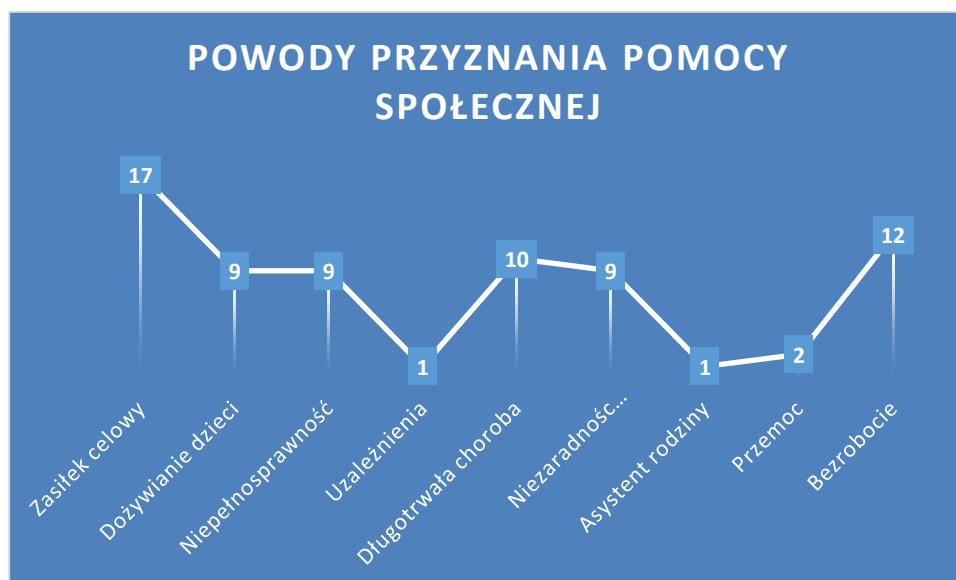 POWODY PRZYZNANIA POMOCY
SPOŁECZNEJ
17
9
9
1
10
9
1
2
12
Zasiłek celowy
Dożywianie dzieci
Niepełnosprawność
Uzależnienia
Długotrwała choroba
Niezaradnośc...
Asystent rodziny
Przemoc
Bezrobocie